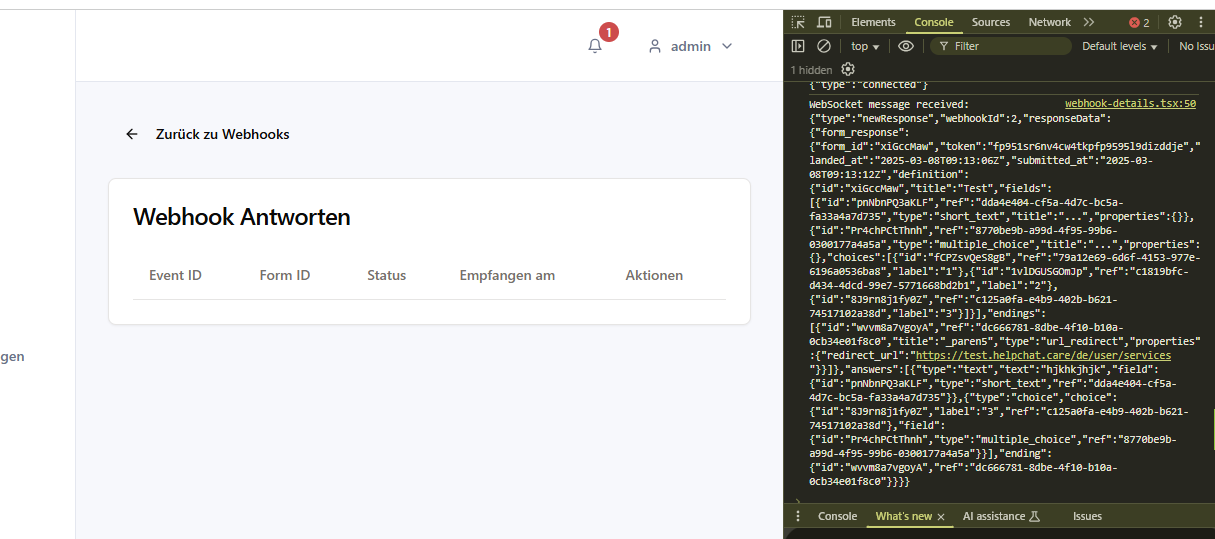 1
admin
Zurück zu Webhooks
Webhook Antworten
Event ID Form ID Status Empfangen am Aktionen
gen
Elements Console Sources Network 2
top Filter Default levels No Issu
1 hidden
{"type":"connected"}
WebSocket message received: webhook-details.tsx:50
{"type":"newResponse","webhookId":2,"responseData":
{"form_response":
{"form_id":"xiGccMaw","token":"fp951sr6nv4cw4tkpfp9595l9dizddje","
landed_at":"2025-03-08T09:13:06Z","submitted_at":"2025-03-
08T09:13:12Z","definition":
{"id":"xiGccMaw","title":"Test","fields":
[{"id":"pnNbnPQ3aKLF","ref":"dda4e404-cf5a-4d7c-bc5a-
fa33a4a7d735","type":"short_text","title":"...","properties":{}},
{"id":"Pr4chPCtThnh","ref":"8770be9b-a99d-4f95-99b6-
0300177a4a5a","type":"multiple_choice","title":"...","properties":
{},"choices":[{"id":"fCPZsvQeS8gB","ref":"79a12e69-6d6f-4153-977e-
6196a0536ba8","label":"1"},{"id":"1vlDGUSGOmJp","ref":"c1819bfc-
d434-4dcd-99e7-5771668bd2b1","label":"2"},
{"id":"8J9rn8j1fy0Z","ref":"c125a0fa-e4b9-402b-b621-
74517102a38d","label":"3"}]}],"endings":
[{"id":"wvvm8a7vgoyA","ref":"dc666781-8dbe-4f10-b10a-
0cb34e01f8c0","title":"_paren5","type":"url_redirect","properties"
:{"redirect_url":"https://test.helpchat.care/de/user/services
"}}]},"answers":[{"type":"text","text":"hjkhkjhjk","field":
{"id":"pnNbnPQ3aKLF","type":"short_text","ref":"dda4e404-cf5a-
4d7c-bc5a-fa33a4a7d735"}},{"type":"choice","choice":
{"id":"8J9rn8j1fy0Z","label":"3","ref":"c125a0fa-e4b9-402b-b621-
74517102a38d"},"field":
{"id":"Pr4chPCtThnh","type":"multiple_choice","ref":"8770be9b-
a99d-4f95-99b6-0300177a4a5a"}}],"ending":
{"id":"wvvm8a7vgoyA","ref":"dc666781-8dbe-4f10-b10a-
0cb34e01f8c0"}}}}
Console What's new AI assistance Issues